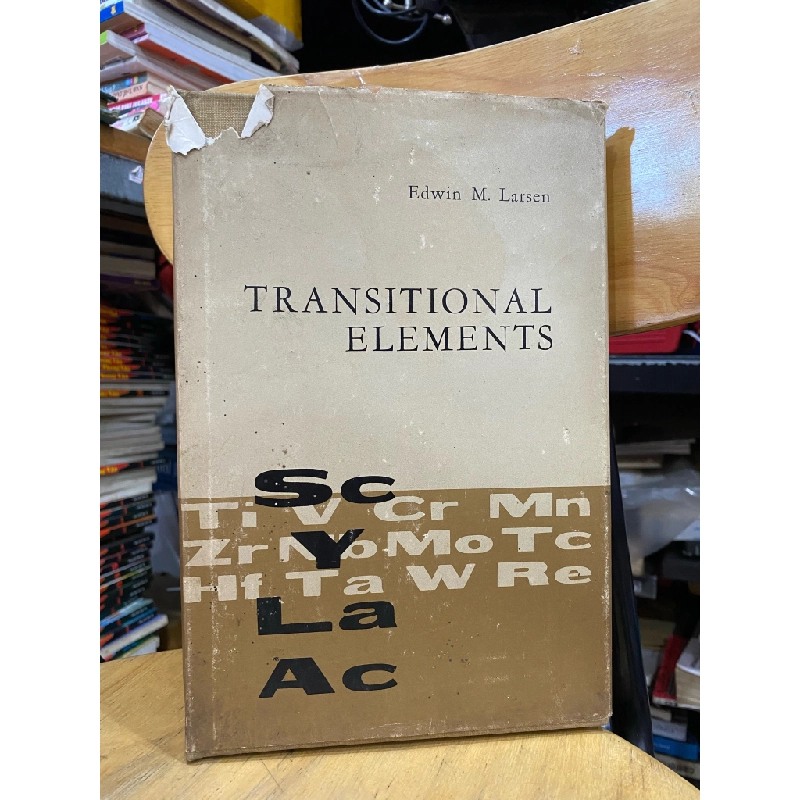 Edwin M. Larsen
TRANSITIONAL
ELEMENTS
Sc
Ti V Cr Mn
Y
Zr Nb Mo Tc
Hf Ta W Re
La
Ac